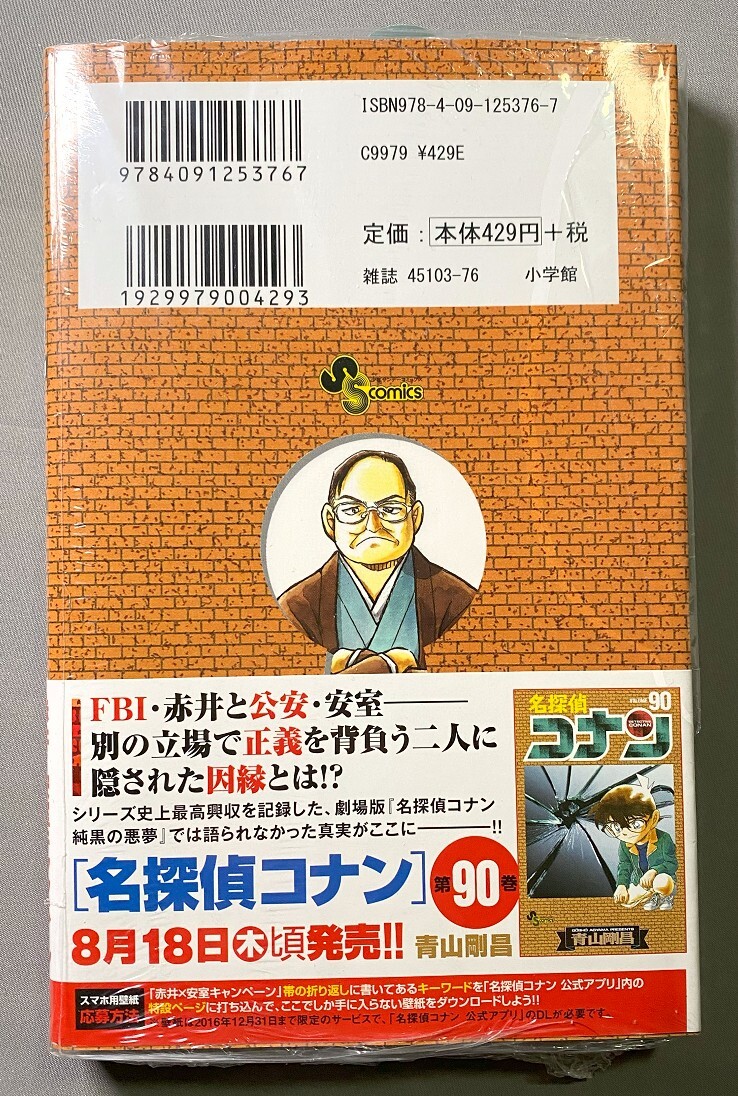 ISBN978-4-09-125376-7
9784091253767
C9979 ¥429E
定価：本体429円＋税
1929979004293
雑誌 45103-76 小学館
SS comics
FBI・赤井と公安・安室───
別の立場で正義を背負う二人に
隠された因縁とは!?
シリーズ史上最高興収を記録した、劇場版『名探偵コナン
純黒の悪夢』では語られなかった真実がここに────!!
[名探偵コナン]第90巻
8月18日木頃発売!! 青山剛昌
名探偵
VOLUME 90
コナン
DETECTIVE CONAN
GOSHO AOYAMA PRESENTS
青山剛昌
スマホ用壁紙
応募方法
「赤井×安室キャンペーン」帯の折り返しに書いてあるキーワードを「名探偵コナン 公式アプリ」内の
特設ページに打ち込んで、ここでしか手に入らない壁紙をダウンロードしよう!!
壁紙は2016年12月31日まで限定のサービスで、「名探偵コナン 公式アプリ」のDLが必要です。